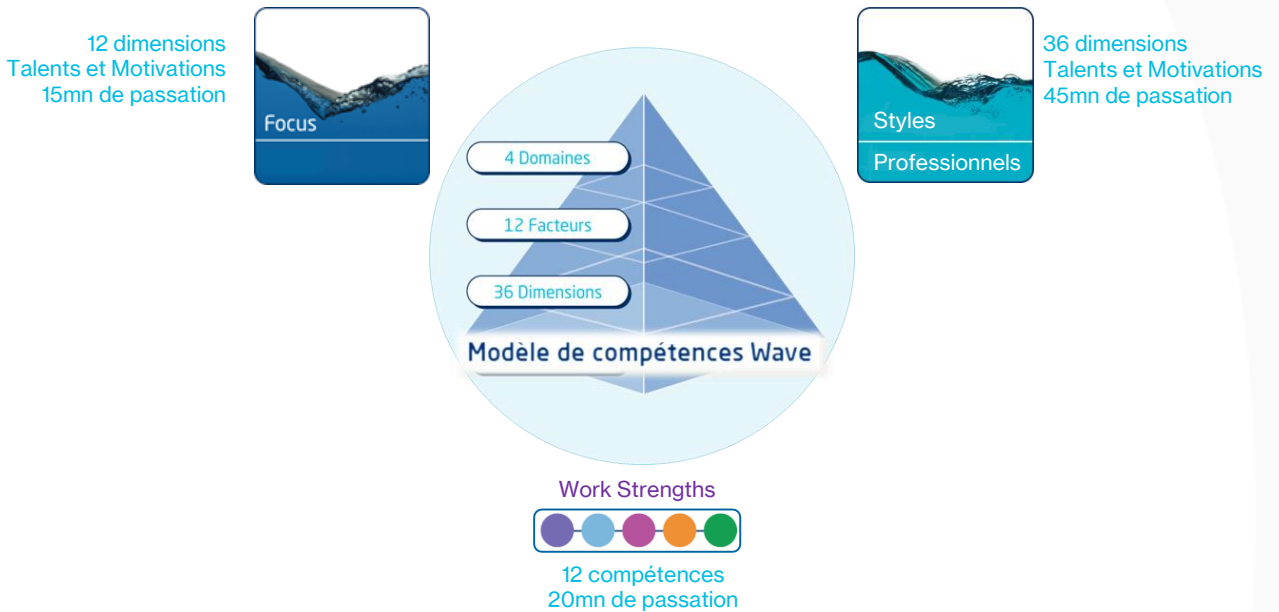 12 dimensions
Talents et Motivations
15mn de passation
Focus
36 dimensions
Talents et Motivations
45mn de passation
Styles
Professionnels
4 Domaines
12 Facteurs
36 Dimensions
Modèle de compétences Wave
Work Strengths
12 compétences
20mn de passation